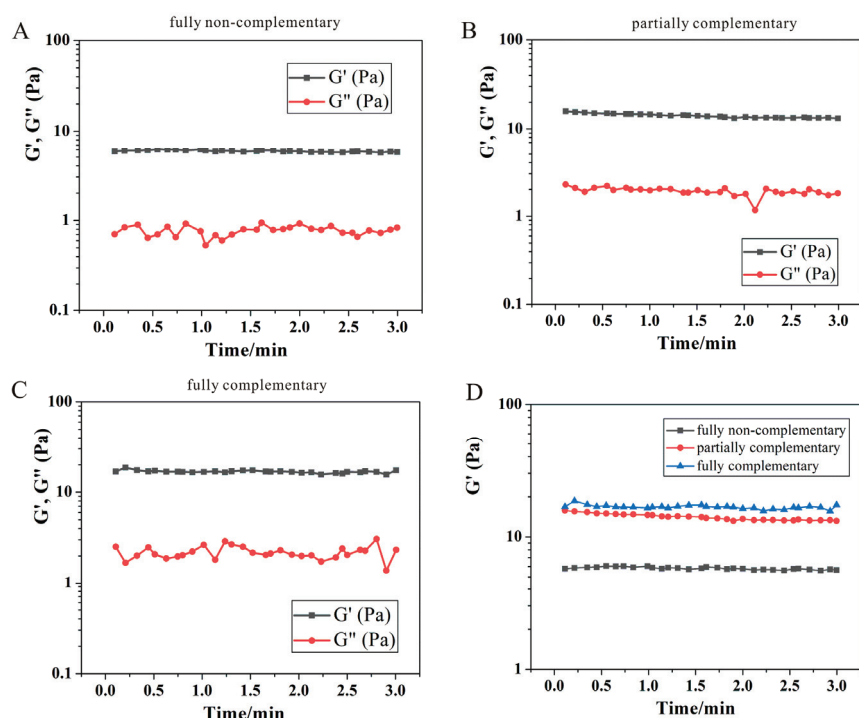 A
fully non-complementary
100
10
1
0.1
G', G" (Pa)
G' (Pa)
G" (Pa)
0.0 0.5 1.0 1.5 2.0 2.5 3.0
Time/min
B
partially complementary
100
10
1
0.1
G', G" (Pa)
G' (Pa)
G" (Pa)
0.0 0.5 1.0 1.5 2.0 2.5 3.0
Time/min
C
fully complementary
100
10
1
0.1
G', G" (Pa)
G' (Pa)
G" (Pa)
0.0 0.5 1.0 1.5 2.0 2.5 3.0
Time/min
D
100
10
1
G' (Pa)
fully non-complementary
partially complementary
fully complementary
0.0 0.5 1.0 1.5 2.0 2.5 3.0
Time/min